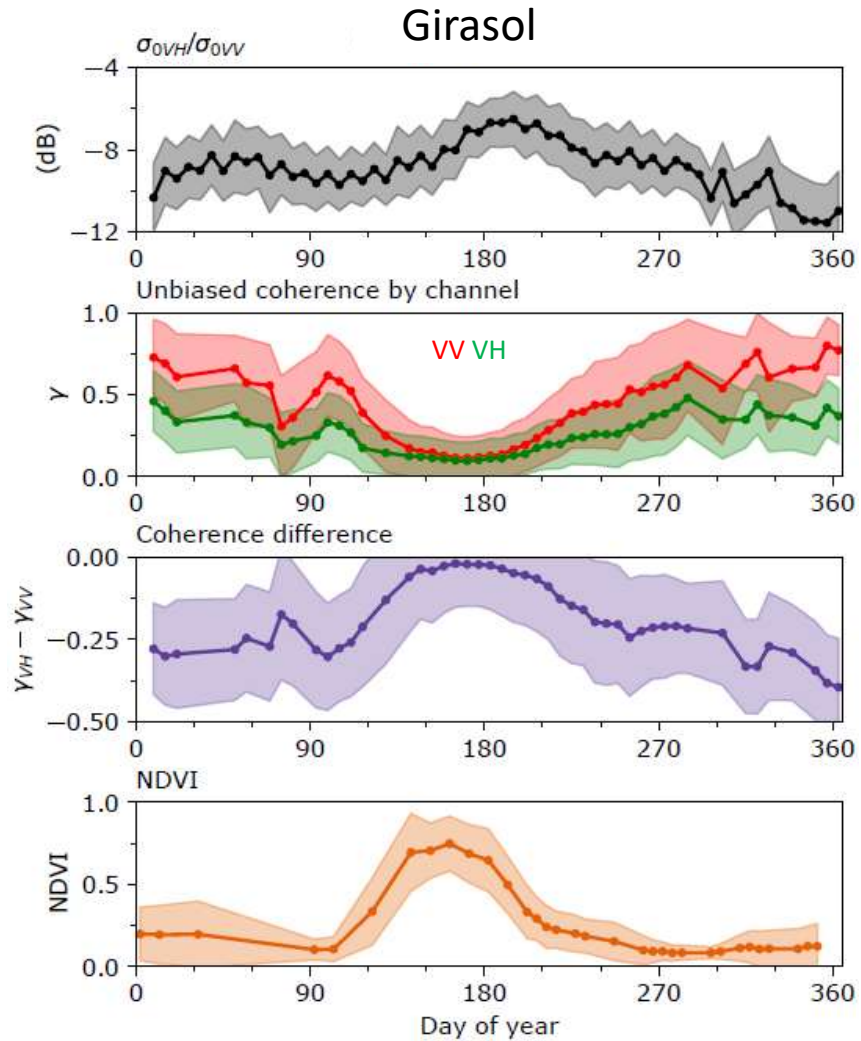 Girasol
σ0VH/σ0VV
(dB)
−4
−8
−12
0 90 180 270 360
Unbiased coherence by channel
VV VH
γ
1.0
0.5
0.0
0 90 180 270 360
Coherence difference
γVH − γVV
0.00
−0.25
−0.50
0 90 180 270 360
NDVI
NDVI
1.0
0.5
0.0
0 90 180 270 360
Day of year